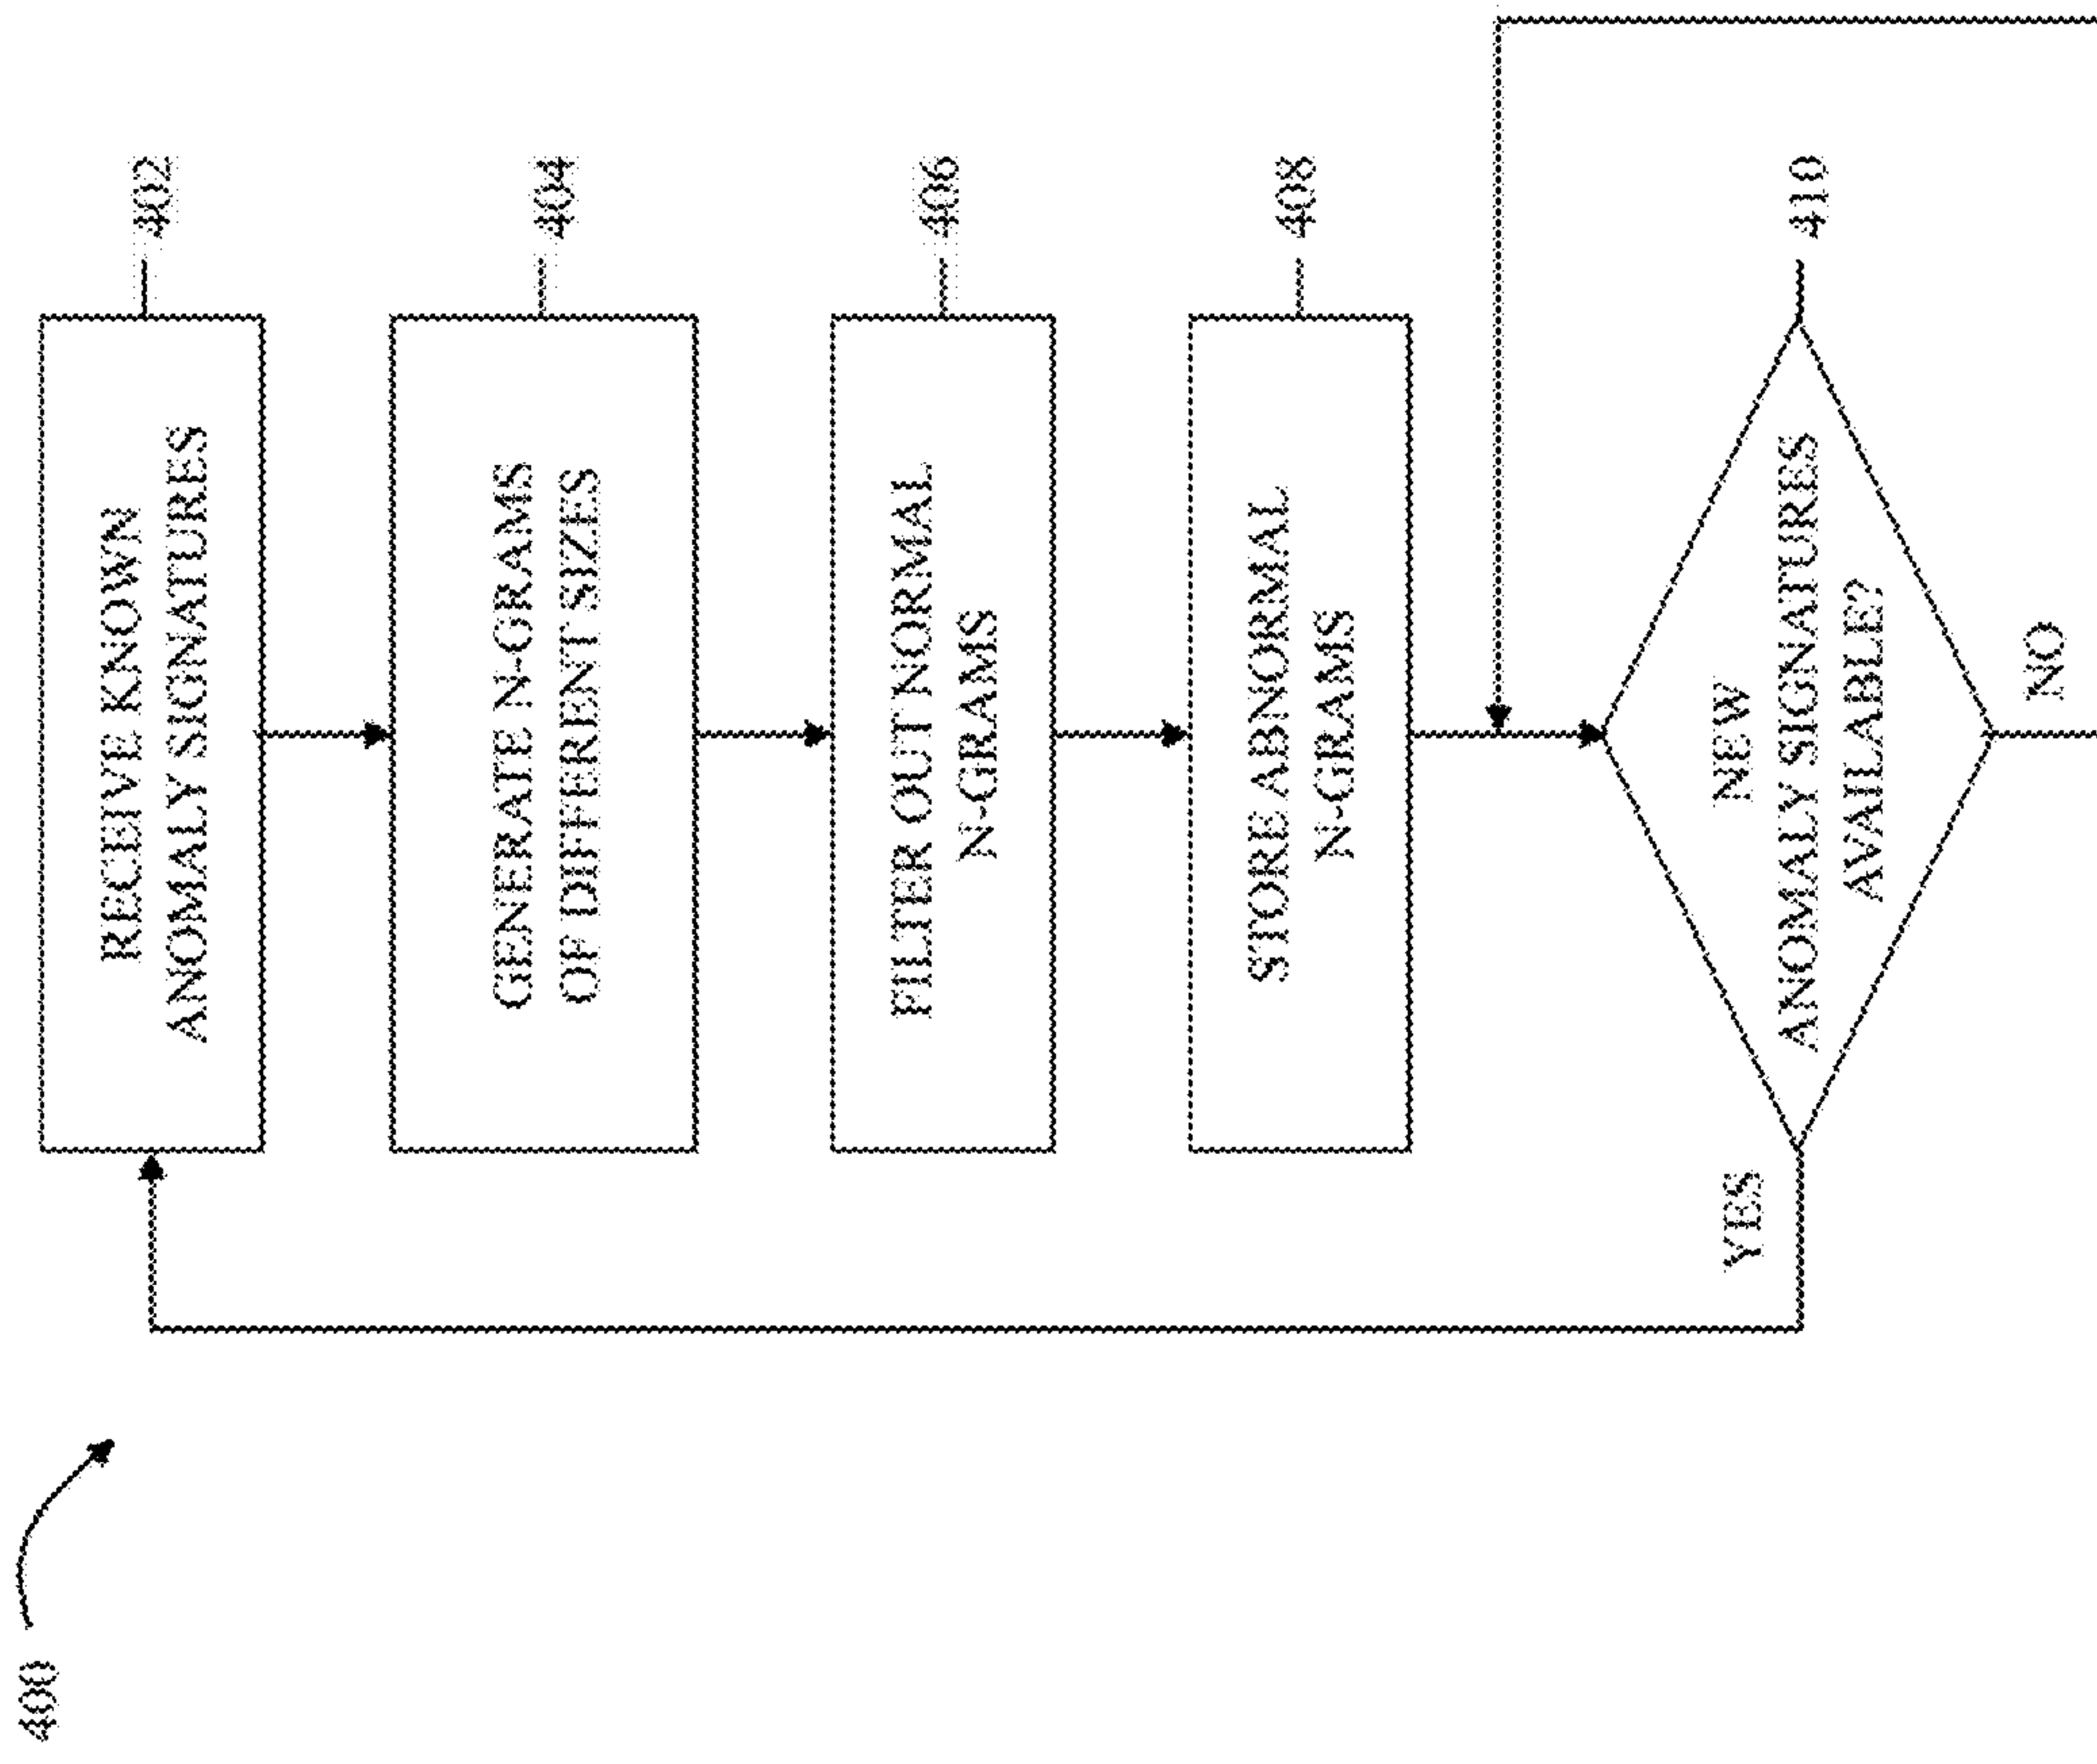 400
RECEIVE KNOWN
ANOMALY SIGNATURES
402
GENERATE N-GRAMS
OF DIFFERENT SIZES
404
FILTER OUT NORMAL
N-GRAMS
406
STORE ABNORMAL
N-GRAMS
408
NEW
ANOMALY SIGNATURES
AVAILABLE?
410
YES
NO